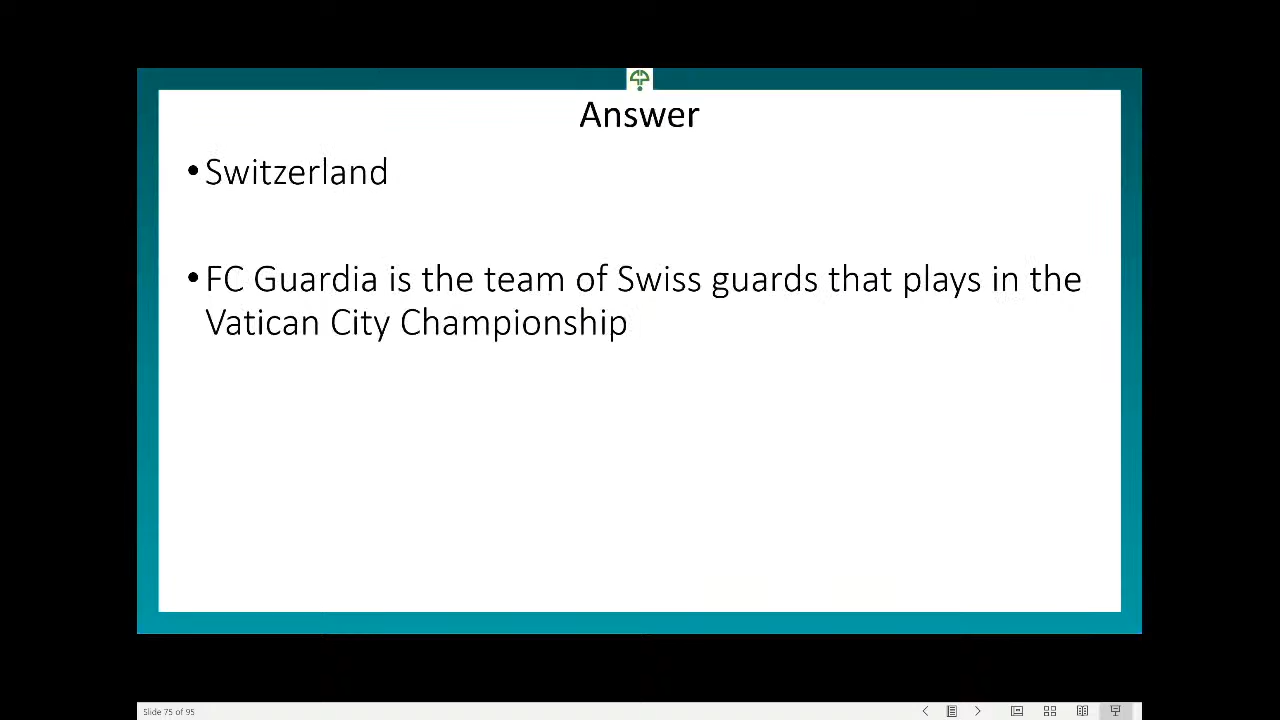 Answer
•Switzerland
•FC Guardia is the team of Swiss guards that plays in the
Vatican City Championship
Slide 75 of 95